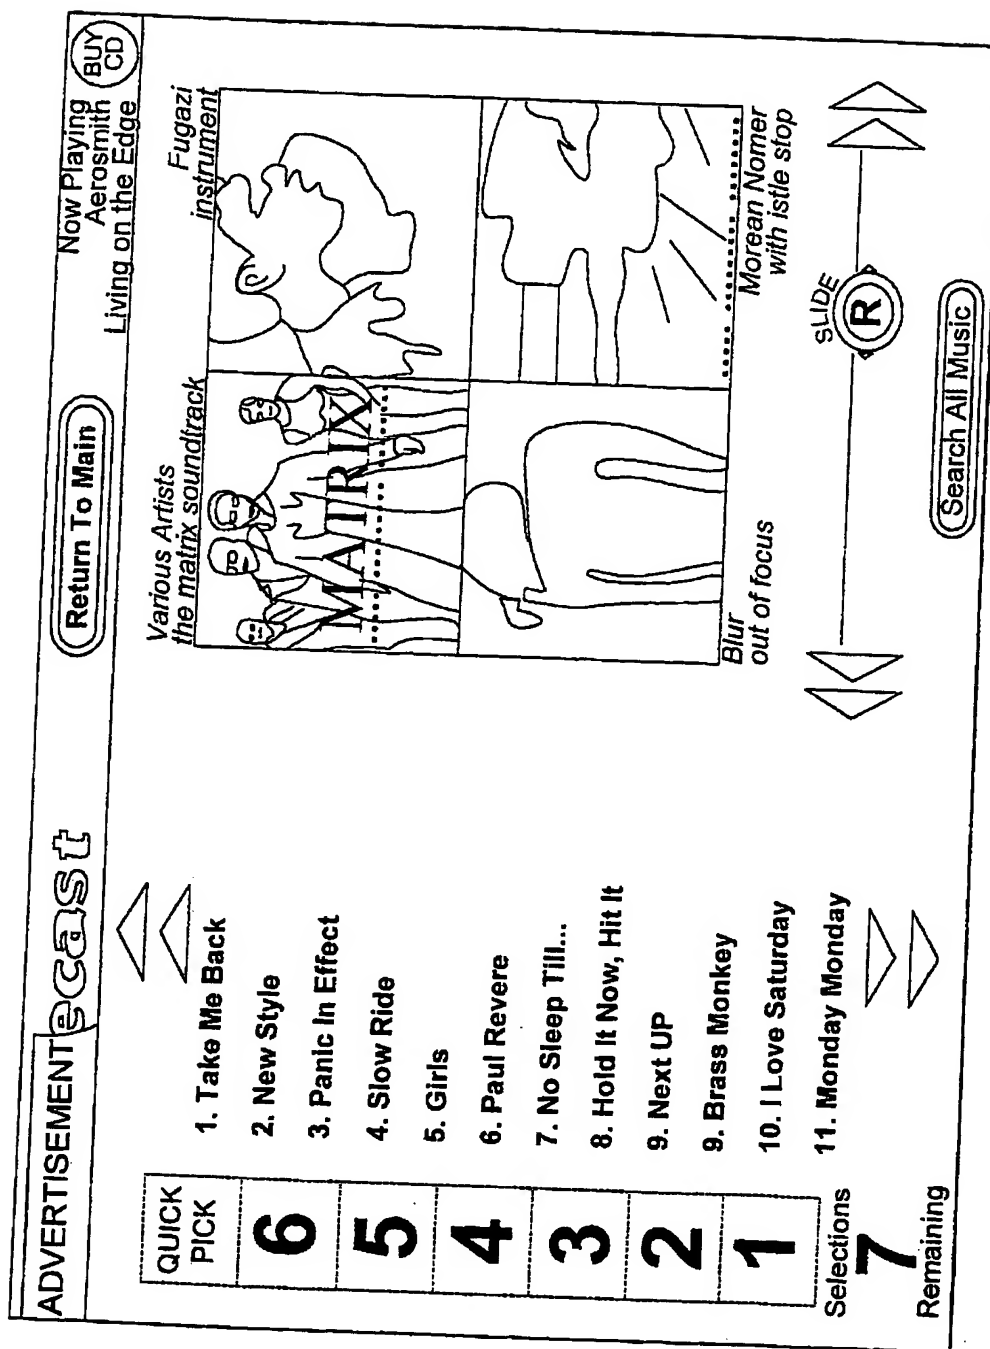 ADVERTISEMENT
ecast
Return To Main
Now Playing
Aerosmith
Living on the Edge
BUY
CD
QUICK
PICK
6
5
4
3
2
1
Selections
7
Remaining
1. Take Me Back
2. New Style
3. Panic In Effect
4. Slow Ride
5. Girls
6. Paul Revere
7. No Sleep Till...
8. Hold It Now, Hit It
9. Next UP
9. Brass Monkey
10. I Love Saturday
11. Monday Monday
Various Artists
the matrix soundtrack
Fugazi
instrument
MATRIX
Blur
out of focus
Morean Nomer
with istle stop
SLIDE
R
Search All Music